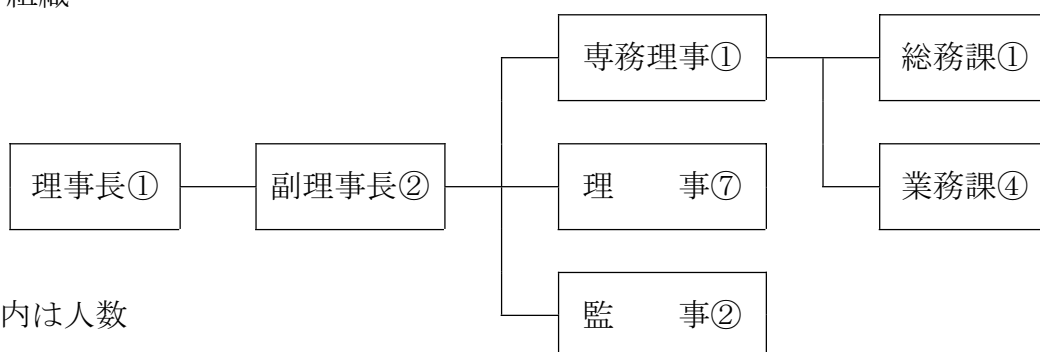 組織
専務理事①
総務課①
理事長①
副理事長②
理　　事⑦
業務課④
内は人数
監　　事②